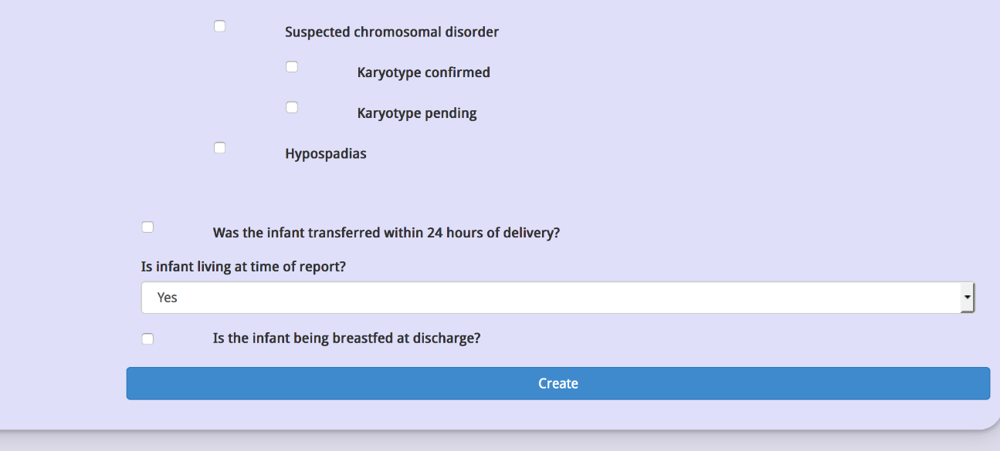 Suspected chromosomal disorder
Karyotype confirmed
Karyotype pending
Hypospadias
Was the infant transferred within 24 hours of delivery?
Is infant living at time of report?
Yes
Is the infant being breastfed at discharge?
Create